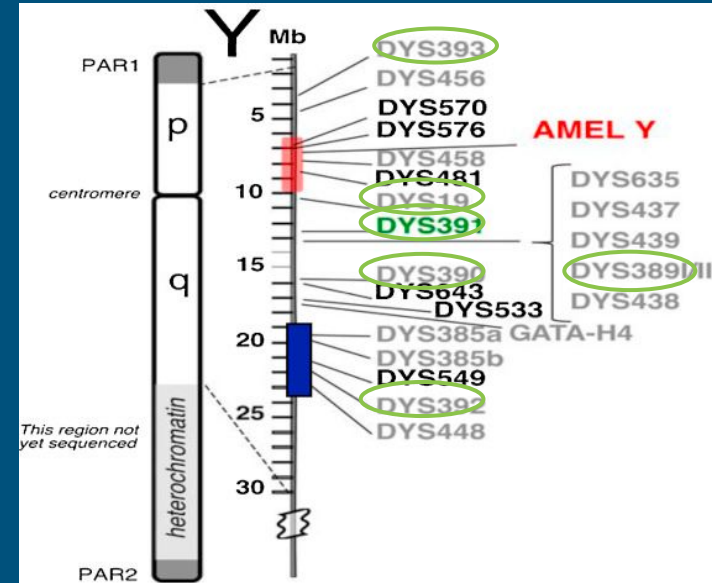 Y Mb
PAR1
p
centromere
q
This region not
yet sequenced
heterochromatin
PAR2
5
10
15
20
25
30
DYS393
DYS456
DYS570
DYS576
AMEL Y
DYS458
DYS481
DYS19
DYS391
DYS390
DYS643
DYS533
DYS385a GATA-H4
DYS385b
DYS549
DYS392
DYS448
DYS635
DYS437
DYS439
DYS389I/II
DYS438